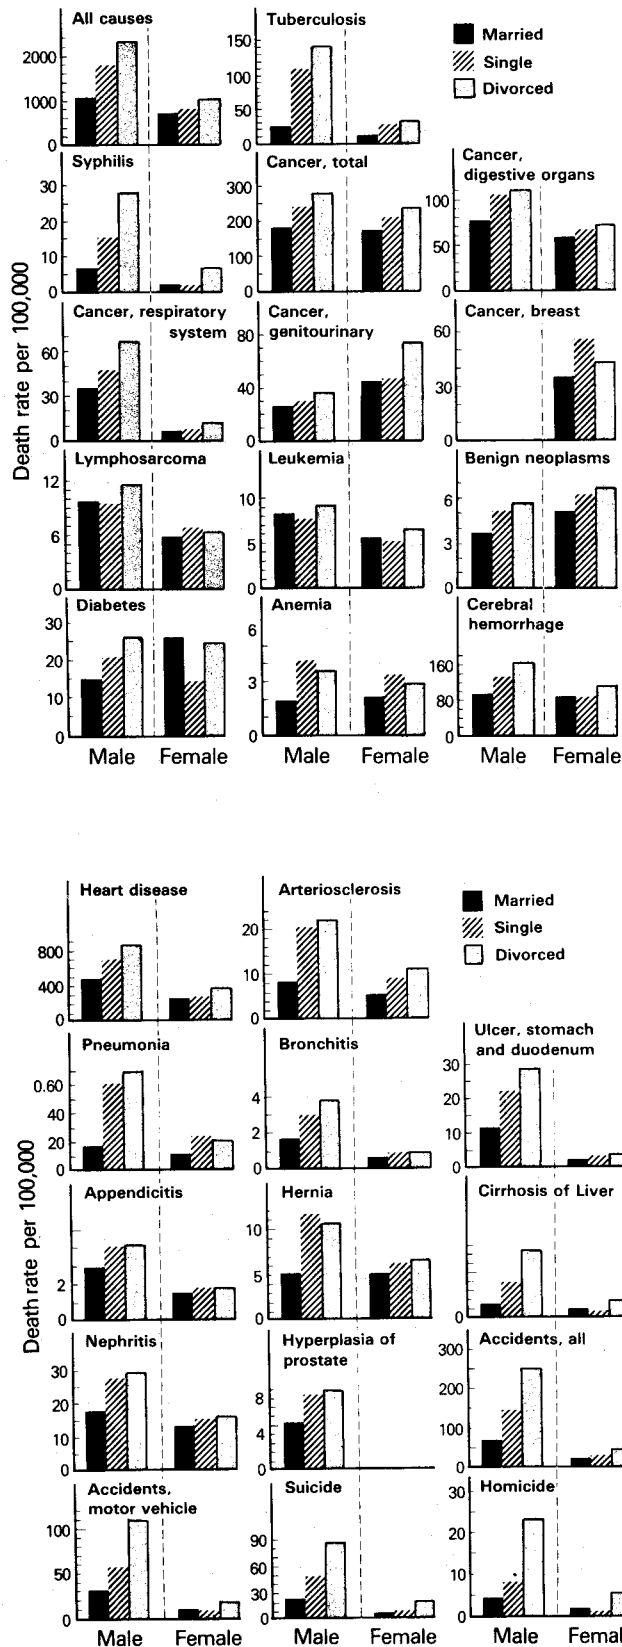 All causes
2000
1000
0
Tuberculosis
150
100
50
0
Married
Single
Divorced
Death rate per 100,000
Syphilis
30
20
10
0
Cancer, total
300
200
100
0
Cancer,
digestive organs
100
50
0
Cancer, respiratory
system
60
30
0
Cancer,
genitourinary
80
40
0
Cancer, breast
60
30
0
Lymphosarcoma
12
6
0
Leukemia
10
5
0
Benign neoplasms
6
3
0
Diabetes
30
20
10
0
Anemia
6
3
0
Cerebral
hemorrhage
160
80
0
Male Female
Male Female
Male Female
Heart disease
800
400
0
Arteriosclerosis
20
10
0
Married
Single
Divorced
Death rate per 100,000
Pneumonia
0.60
40
20
0
Bronchitis
4
2
0
Ulcer, stomach
and duodenum
30
20
10
0
Appendicitis
2
0
Hernia
10
5
0
Cirrhosis of Liver
0
Nephritis
30
20
10
0
Hyperplasia of
prostate
8
4
0
Accidents, all
300
200
100
0
Accidents,
motor vehicle
100
50
0
Suicide
90
60
30
0
Homicide
30
20
10
0
Male Female
Male Female
Male Female